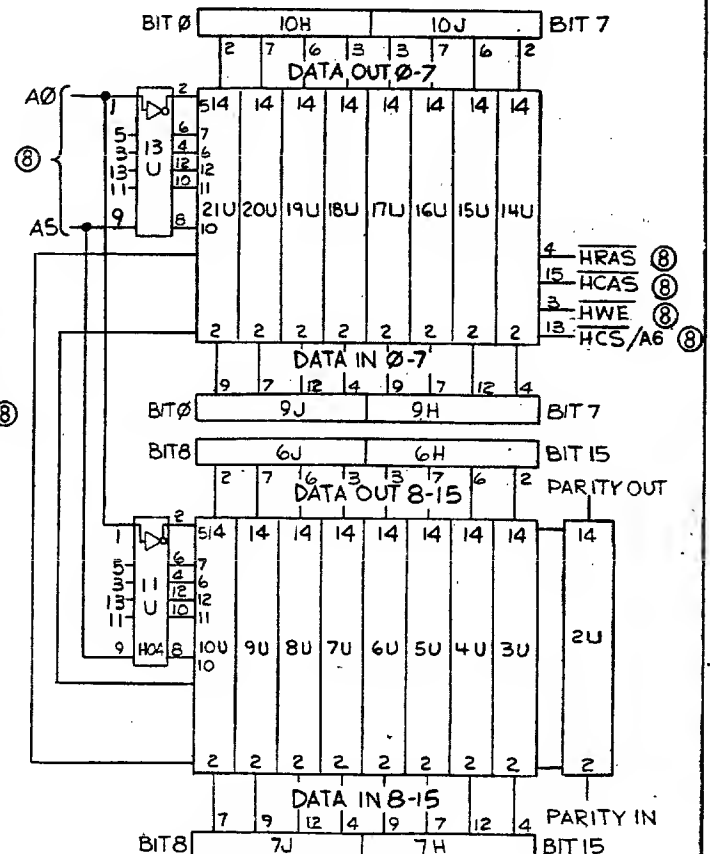 BIT Ø 10H 10J BIT 7
2 7 6 3 3 7 6 2
DATA OUT Ø-7
AØ 1 2 514 14 14 14 14 14 14 14
5 6 7
⑧ 3 13 4 6
13 U 12 12
11 10 11
21U 20U 19U 18U 17U 16U 15U 14U
A5 9 8 10
4 HRAS ⑧
15 HCAS ⑧
3 HWE ⑧
13 HCS/A6 ⑧
2 2 2 2 2 2 2 2
DATA IN Ø-7
9 7 12 4 9 7 12 4
⑧
BITØ 9J 9H BIT 7
BIT8 6J 6H BIT 15
2 7 6 3 3 7 6 2
DATA OUT 8-15 PARITY OUT
1 2 514 14 14 14 14 14 14 14 14
5 6 7
3 11 4 6
13 U 12 12
11 10 11
9 H04 8 10U 9U 8U 7U 6U 5U 4U 3U 2U
10
2 2 2 2 2 2 2 2 2
DATA IN 8-15
7 9 12 4 9 7 12 4 PARITY IN
BIT8 7J 7H BIT 15